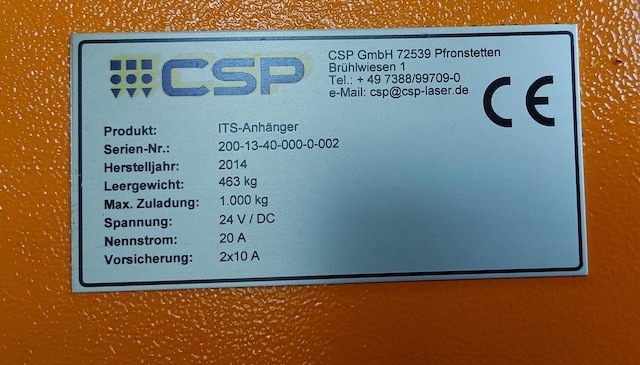 CSP
CSP GmbH 72539 Pfronstetten
Brühlwiesen 1
Tel.: + 49 7388/99709-0
e-Mail: csp@csp-laser.de
CE
Produkt: ITS-Anhänger
Serien-Nr.: 200-13-40-000-0-002
Herstelljahr: 2014
Leergewicht: 463 kg
Max. Zuladung: 1.000 kg
Spannung: 24 V / DC
Nennstrom: 20 A
Vorsicherung: 2x10 A